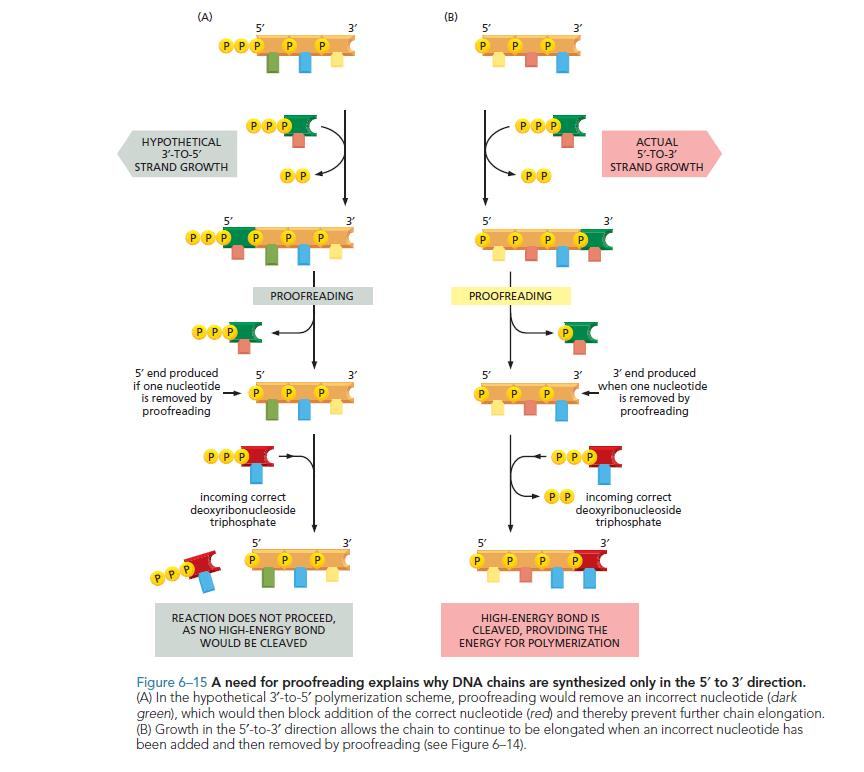 (A)
5′ 3′
P P P P P
P P P
HYPOTHETICAL
3′-TO-5′
STRAND GROWTH
P P
5′ 3′
P P P P P P
PROOFREADING
P P P
5′ end produced
if one nucleotide
is removed by
proofreading
5′ 3′
P P P
P P P
incoming correct
deoxyribonucleoside
triphosphate
5′ 3′
P P P P P P
REACTION DOES NOT PROCEED,
AS NO HIGH-ENERGY BOND
WOULD BE CLEAVED
(B)
5′ 3′
P P P
P P P
ACTUAL
5′-TO-3′
STRAND GROWTH
P P
5′ 3′
P P P P
PROOFREADING
P
5′ 3′
P P P
3′ end produced
when one nucleotide
is removed by
proofreading
P P P
P P
incoming correct
deoxyribonucleoside
triphosphate
5′ 3′
P P P P
HIGH-ENERGY BOND IS
CLEAVED, PROVIDING THE
ENERGY FOR POLYMERIZATION
Figure 6–15 A need for proofreading explains why DNA chains are synthesized only in the 5′ to 3′ direction.
(A) In the hypothetical 3′-to-5′ polymerization scheme, proofreading would remove an incorrect nucleotide (dark
green), which would then block addition of the correct nucleotide (red) and thereby prevent further chain elongation.
(B) Growth in the 5′-to-3′ direction allows the chain to continue to be elongated when an incorrect nucleotide has
been added and then removed by proofreading (see Figure 6–14).